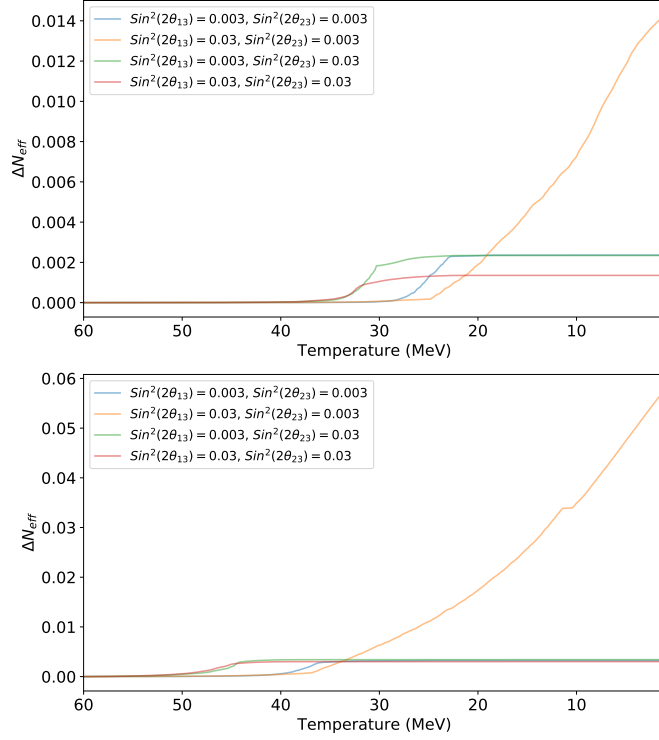 0.014
0.012
0.010
0.008
0.006
0.004
0.002
0.000
ΔN_eff
Sin²(2θ₁₃) = 0.003, Sin²(2θ₂₃) = 0.003
Sin²(2θ₁₃) = 0.03, Sin²(2θ₂₃) = 0.003
Sin²(2θ₁₃) = 0.003, Sin²(2θ₂₃) = 0.03
Sin²(2θ₁₃) = 0.03, Sin²(2θ₂₃) = 0.03
60 50 40 30 20 10
Temperature (MeV)
0.06
0.05
0.04
0.03
0.02
0.01
0.00
ΔN_eff
Sin²(2θ₁₃) = 0.003, Sin²(2θ₂₃) = 0.003
Sin²(2θ₁₃) = 0.03, Sin²(2θ₂₃) = 0.003
Sin²(2θ₁₃) = 0.003, Sin²(2θ₂₃) = 0.03
Sin²(2θ₁₃) = 0.03, Sin²(2θ₂₃) = 0.03
60 50 40 30 20 10
Temperature (MeV)